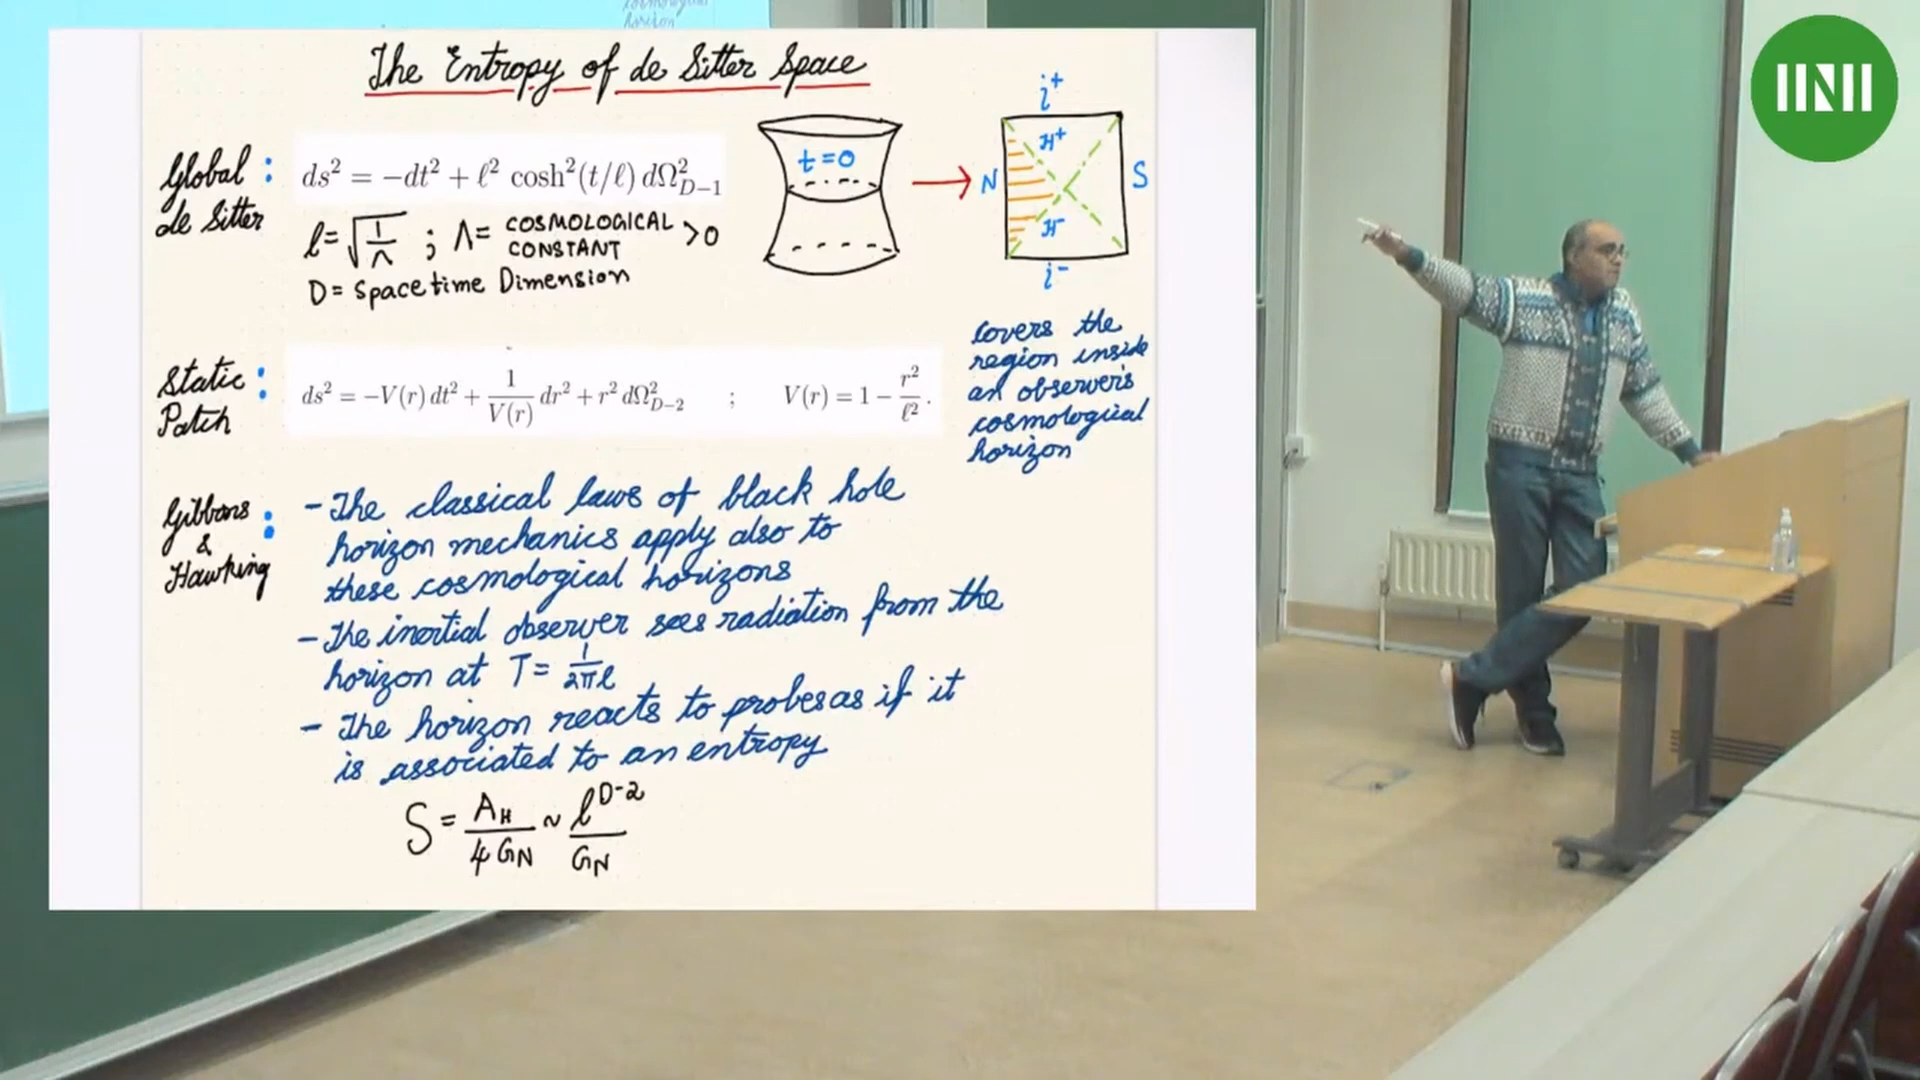 cosmological
horizon
The Entropy of de Sitter Space
Global :
de Sitter
ds² = −dt² + ℓ² cosh²(t/ℓ) dΩ²_{D−1}
l = √(1/Λ) ; Λ = COSMOLOGICAL CONSTANT > 0
D = Spacetime Dimension
t=0
i⁺
H⁺
N
S
H⁻
i⁻
Static :
Patch
ds² = −V(r) dt² + 1/V(r) dr² + r² dΩ²_{D−2} ; V(r) = 1 − r²/ℓ² .
covers the
region inside
an observer's
cosmological
horizon
Gibbons :
&
Hawking
- The classical laws of black hole
horizon mechanics apply also to
these cosmological horizons
- The inertial observer sees radiation from the
horizon at T = 1/2πl
- The horizon reacts to probes as if it
is associated to an entropy
S = A_H/4G_N ~ l^{D-2}/G_N